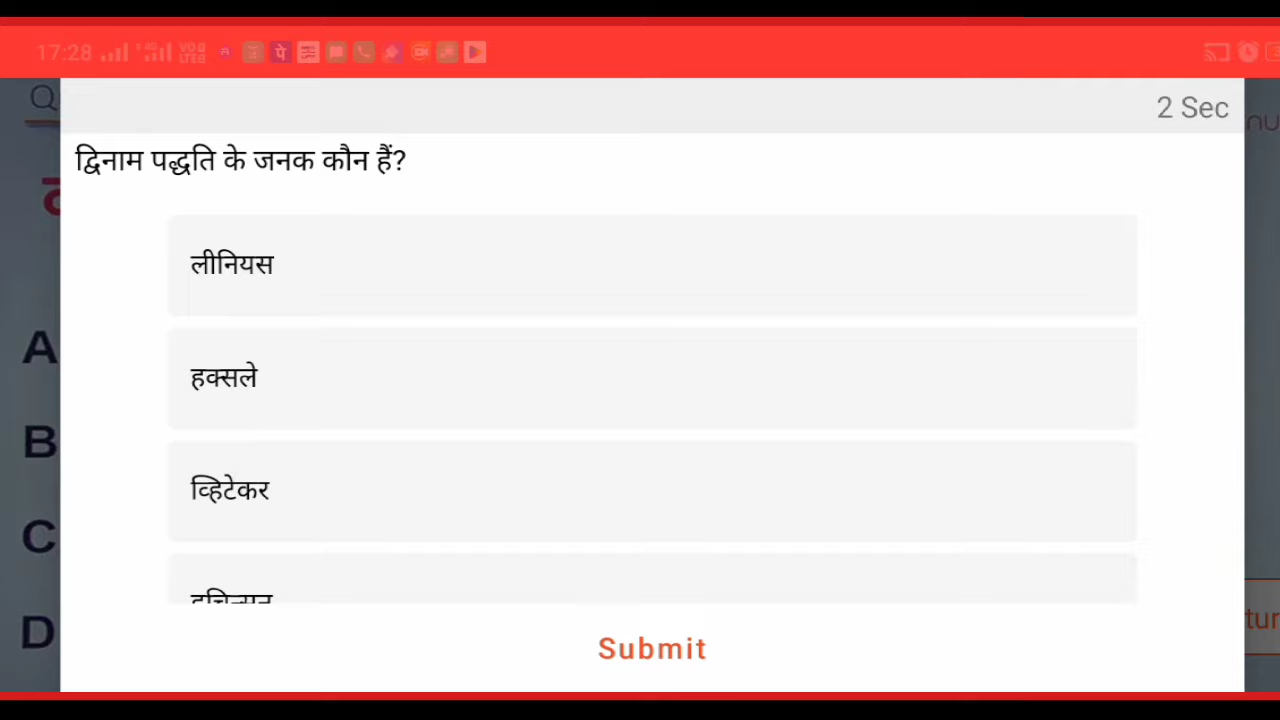 17:28
2 Sec
द्विनाम पद्धति के जनक कौन हैं?
लीनियस
A
हक्सले
B
व्हिटेकर
C
D
Submit